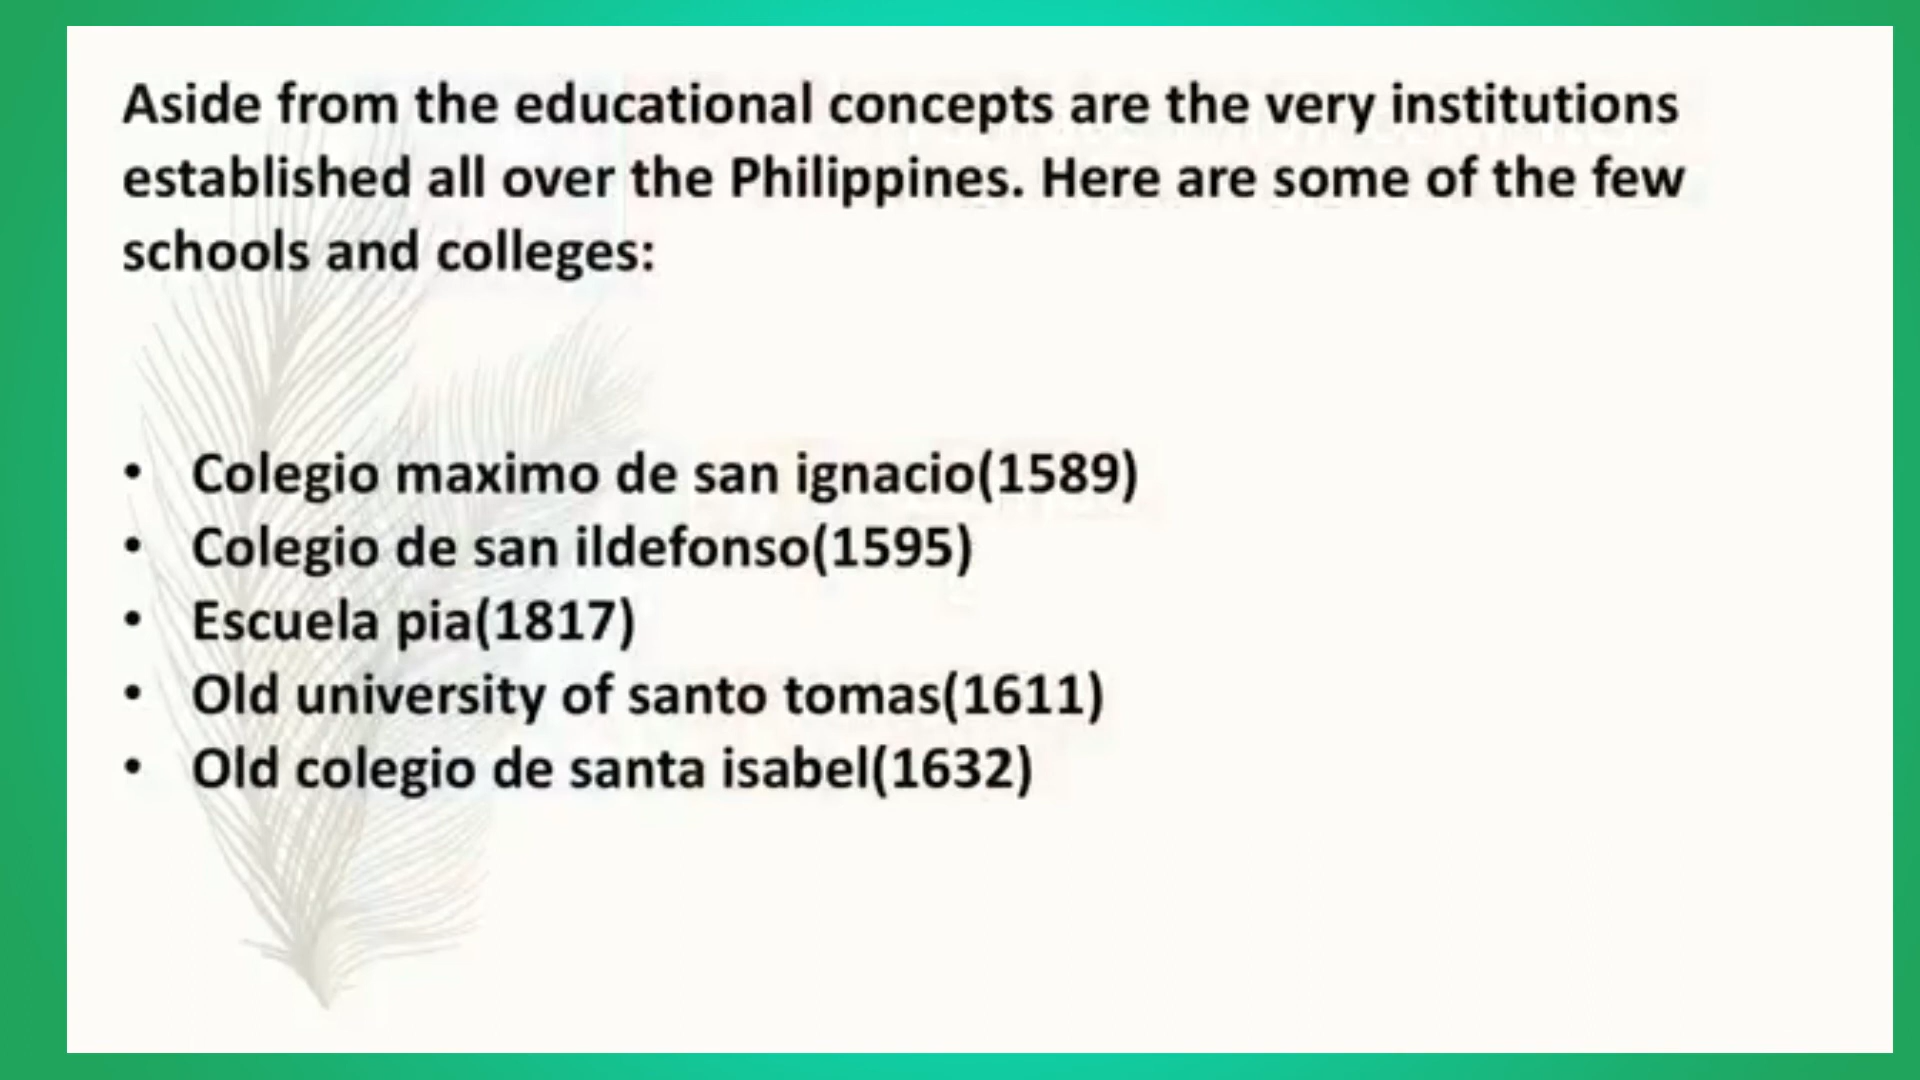 Aside from the educational concepts are the very institutions
established all over the Philippines. Here are some of the few
schools and colleges:
• Colegio maximo de san ignacio(1589)
• Colegio de san ildefonso(1595)
• Escuela pia(1817)
• Old university of santo tomas(1611)
• Old colegio de santa isabel(1632)